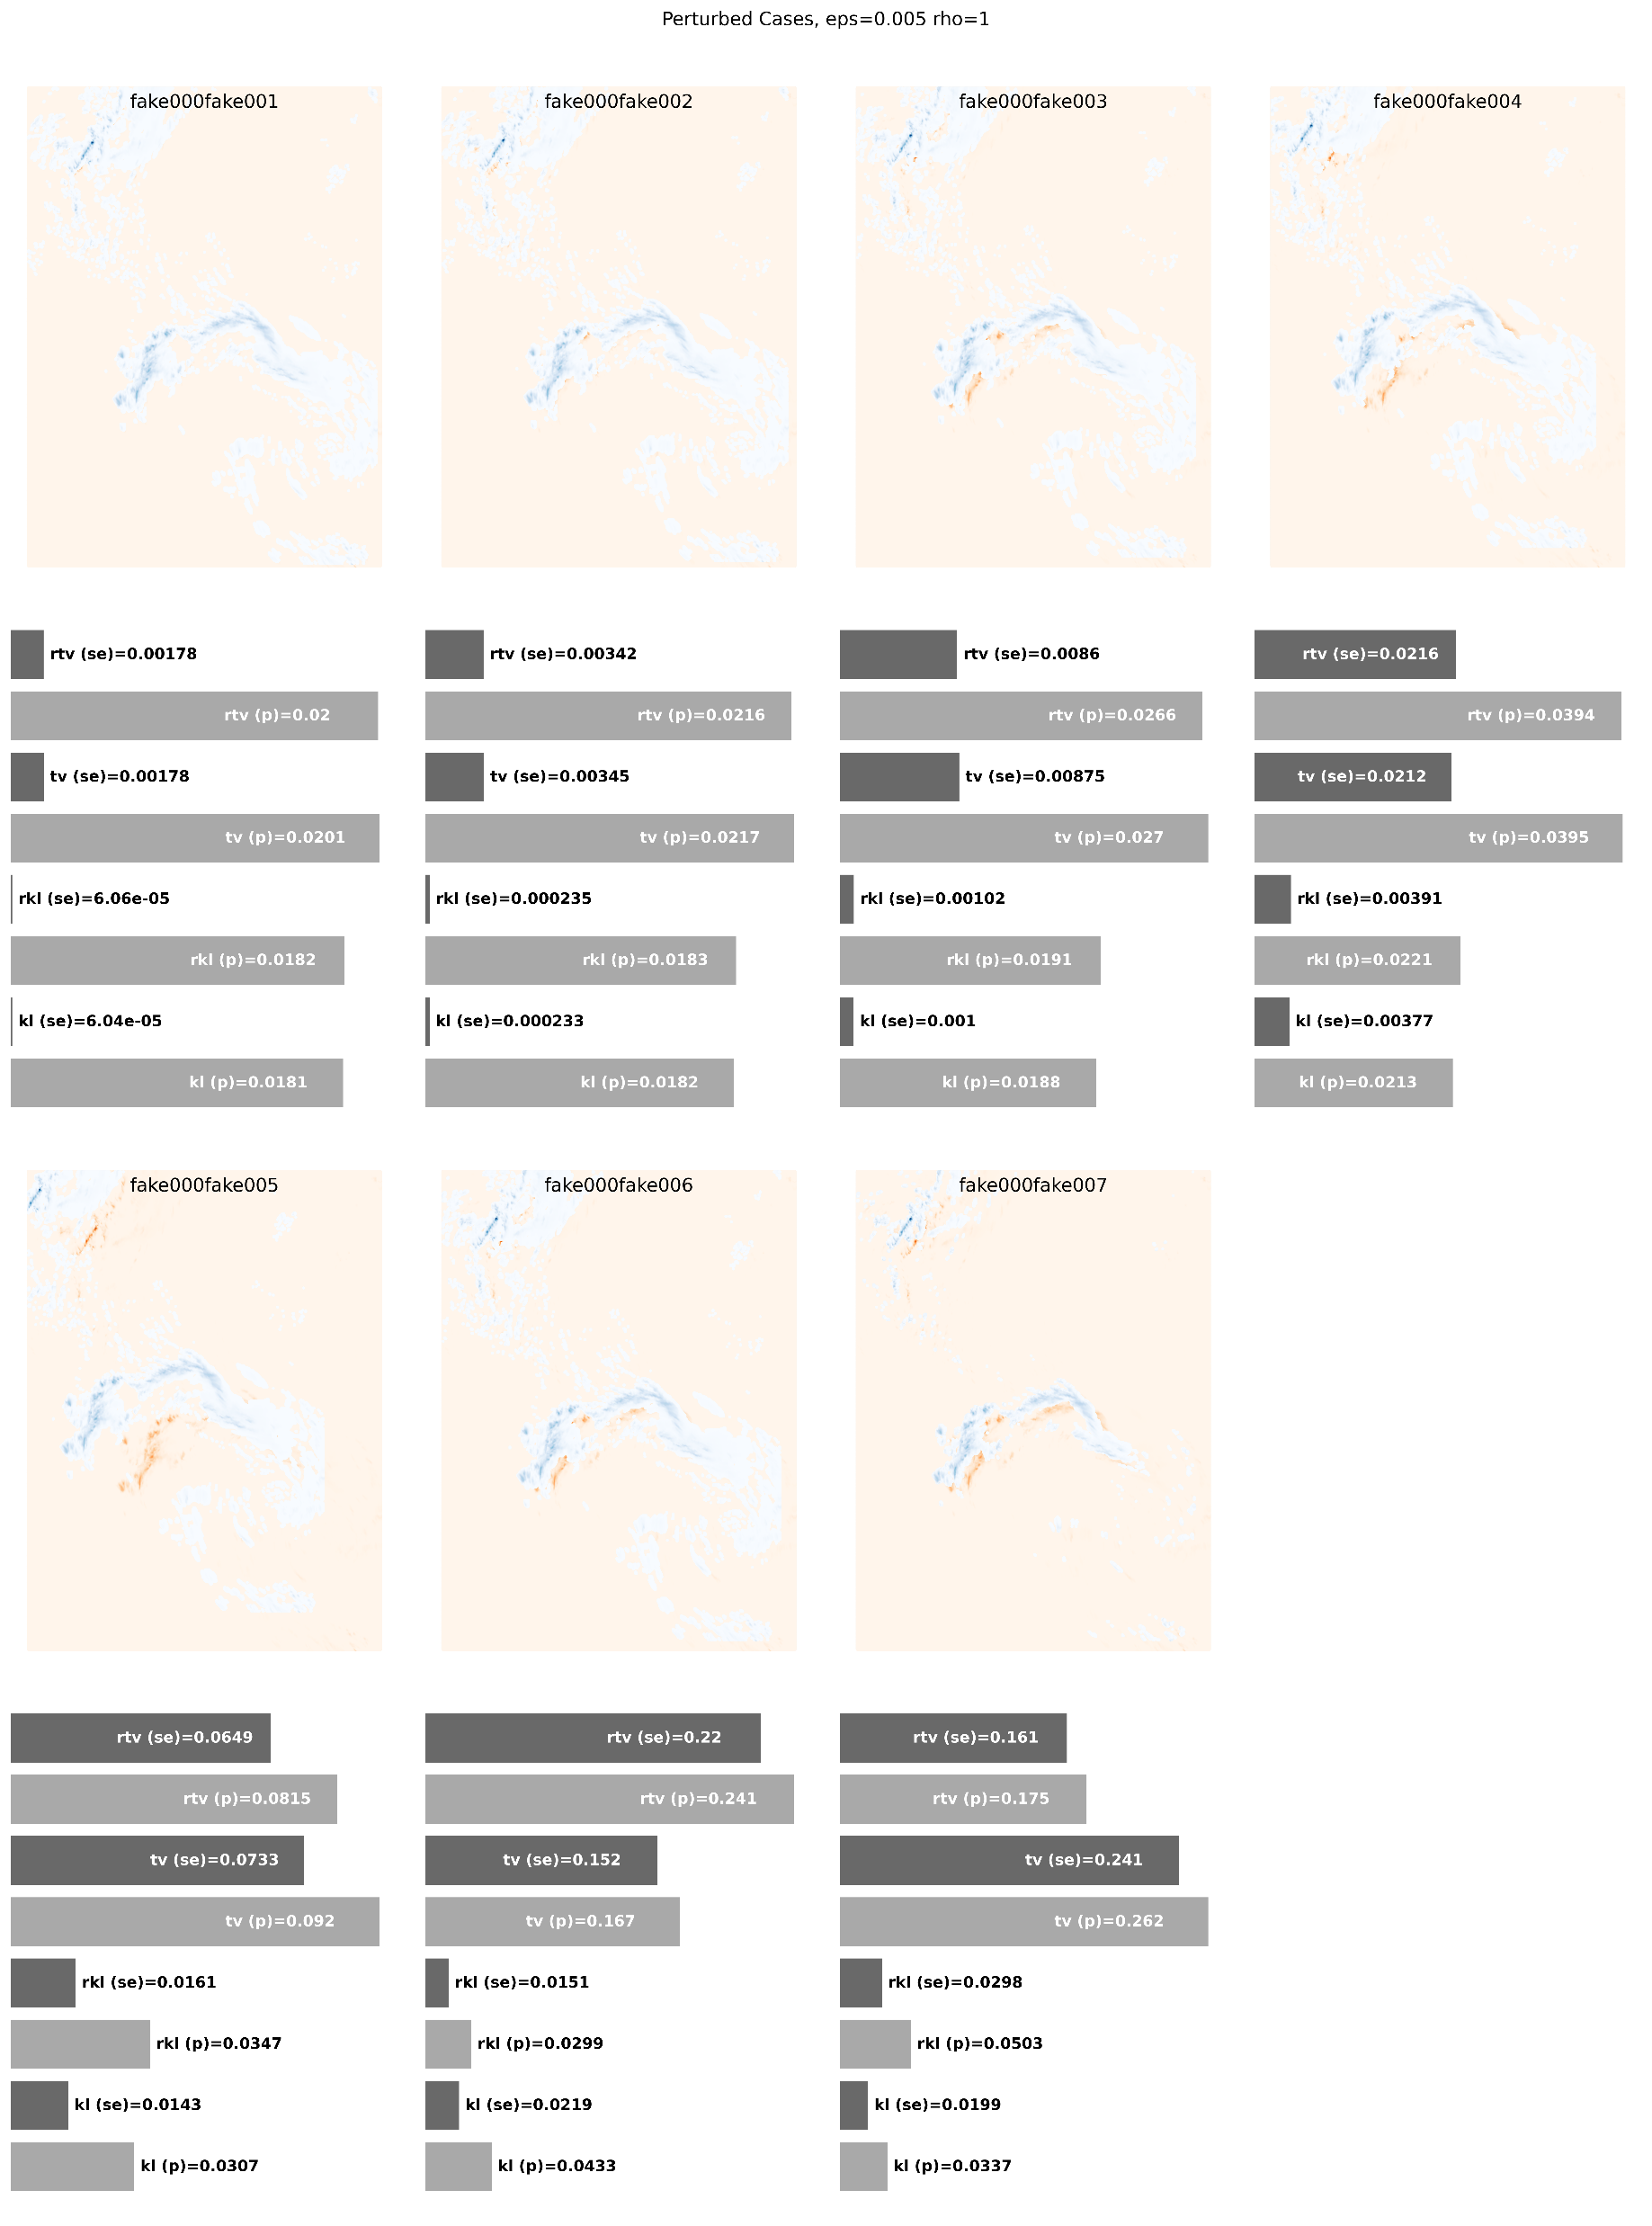 Perturbed Cases, eps=0.005 rho=1
fake000fake001
fake000fake002
fake000fake003
fake000fake004
rtv (se)=0.00178
rtv (p)=0.02
tv (se)=0.00178
tv (p)=0.0201
rkl (se)=6.06e-05
rkl (p)=0.0182
kl (se)=6.04e-05
kl (p)=0.0181
rtv (se)=0.00342
rtv (p)=0.0216
tv (se)=0.00345
tv (p)=0.0217
rkl (se)=0.000235
rkl (p)=0.0183
kl (se)=0.000233
kl (p)=0.0182
rtv (se)=0.0086
rtv (p)=0.0266
tv (se)=0.00875
tv (p)=0.027
rkl (se)=0.00102
rkl (p)=0.0191
kl (se)=0.001
kl (p)=0.0188
rtv (se)=0.0216
rtv (p)=0.0394
tv (se)=0.0212
tv (p)=0.0395
rkl (se)=0.00391
rkl (p)=0.0221
kl (se)=0.00377
kl (p)=0.0213
fake000fake005
fake000fake006
fake000fake007
rtv (se)=0.0649
rtv (p)=0.0815
tv (se)=0.0733
tv (p)=0.092
rkl (se)=0.0161
rkl (p)=0.0347
kl (se)=0.0143
kl (p)=0.0307
rtv (se)=0.22
rtv (p)=0.241
tv (se)=0.152
tv (p)=0.167
rkl (se)=0.0151
rkl (p)=0.0299
kl (se)=0.0219
kl (p)=0.0433
rtv (se)=0.161
rtv (p)=0.175
tv (se)=0.241
tv (p)=0.262
rkl (se)=0.0298
rkl (p)=0.0503
kl (se)=0.0199
kl (p)=0.0337